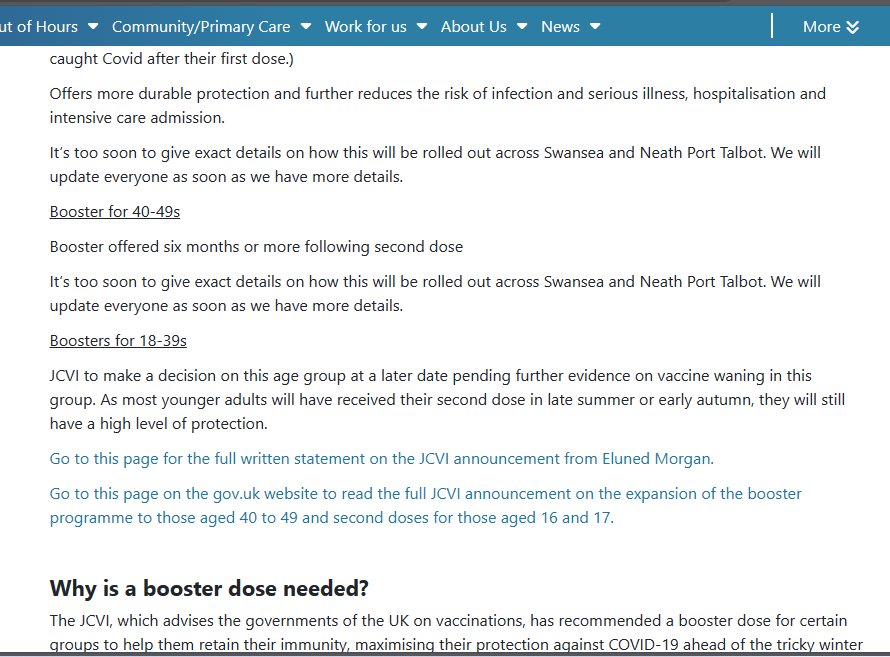 ut of Hours Community/Primary Care Work for us About Us News More
caught Covid after their first dose.)
Offers more durable protection and further reduces the risk of infection and serious illness, hospitalisation and
intensive care admission.
It's too soon to give exact details on how this will be rolled out across Swansea and Neath Port Talbot. We will
update everyone as soon as we have more details.
Booster for 40-49s
Booster offered six months or more following second dose
It's too soon to give exact details on how this will be rolled out across Swansea and Neath Port Talbot. We will
update everyone as soon as we have more details.
Boosters for 18-39s
JCVI to make a decision on this age group at a later date pending further evidence on vaccine waning in this
group. As most younger adults will have received their second dose in late summer or early autumn, they will still
have a high level of protection.
Go to this page for the full written statement on the JCVI announcement from Eluned Morgan.
Go to this page on the gov.uk website to read the full JCVI announcement on the expansion of the booster
programme to those aged 40 to 49 and second doses for those aged 16 and 17.
Why is a booster dose needed?
The JCVI, which advises the governments of the UK on vaccinations, has recommended a booster dose for certain
groups to help them retain their immunity, maximising their protection against COVID-19 ahead of the tricky winter